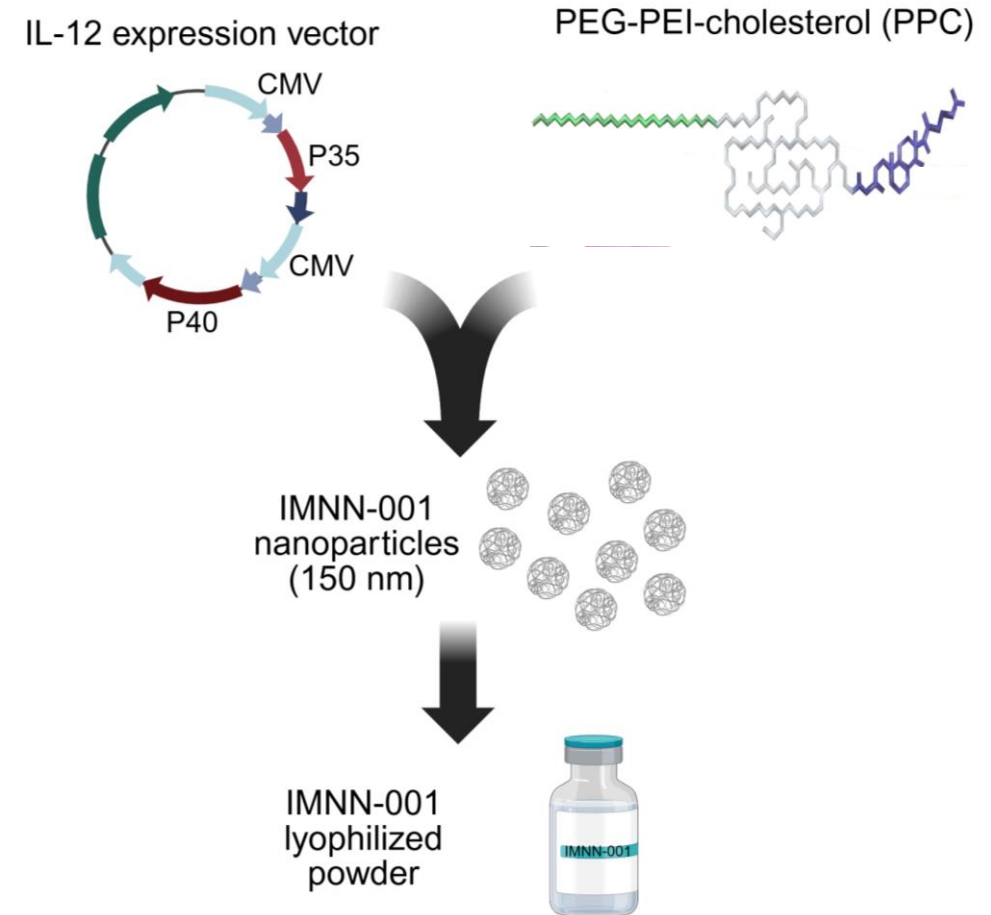 IL-12 expression vector
PEG-PEI-cholesterol (PPC)
CMV
P35
CMV
P40
IMNN-001
nanoparticles
(150 nm)
IMNN-001
lyophilized
powder
IMNN-001